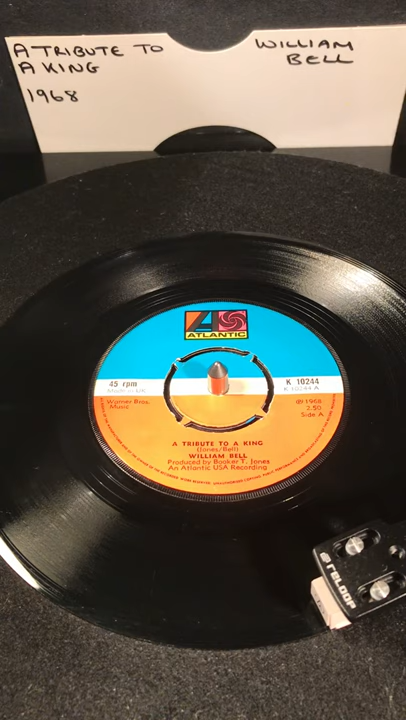 A TRIBUTE TO
A KING
1968
WILLIAM
BELL
ATLANTIC
45 rpm
Made in UK
K 10244
K 10244 A
Warner Bros.
Music
℗ 1968
2.50
Side A
A TRIBUTE TO A KING
(Jones/Bell)
WILLIAM BELL
Produced by Booker T. Jones
An Atlantic USA Recording
reloop